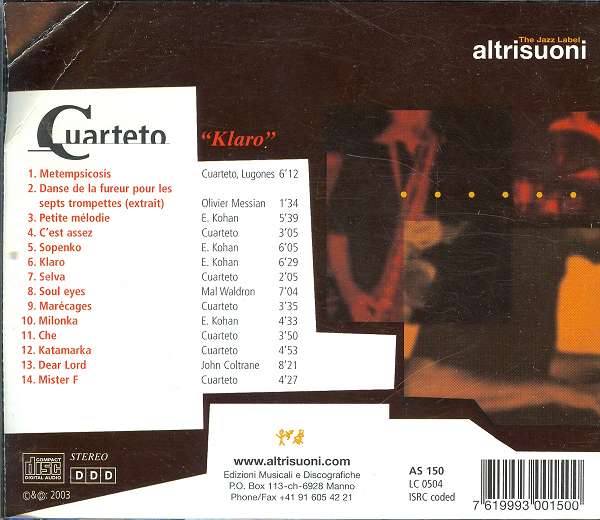 The Jazz Label
altrisuoni
Cuarteto "Klaro"
1. Metempsicosis Cuarteto, Lugones 6'12
2. Danse de la fureur pour les
septs trompettes (extrait) Olivier Messian 1'34
3. Petite mélodie E. Kohan 5'39
4. C'est assez Cuarteto 3'05
5. Sopenko E. Kohan 6'05
6. Klaro E. Kohan 6'29
7. Selva Cuarteto 2'05
8. Soul eyes Mal Waldron 7'04
9. Marécages Cuarteto 3'35
10. Milonka E. Kohan 4'33
11. Che Cuarteto 3'50
12. Katamarka Cuarteto 4'53
13. Dear Lord John Coltrane 8'21
14. Mister F Cuarteto 4'27
COMPACT
disc
DIGITAL AUDIO
STEREO
DDD
©&℗ 2003
www.altrisuoni.com
Edizioni Musicali e Discografiche
P.O. Box 113-ch-6928 Manno
Phone/Fax +41 91 605 42 21
AS 150
LC 0504
ISRC coded
7 619993 001500